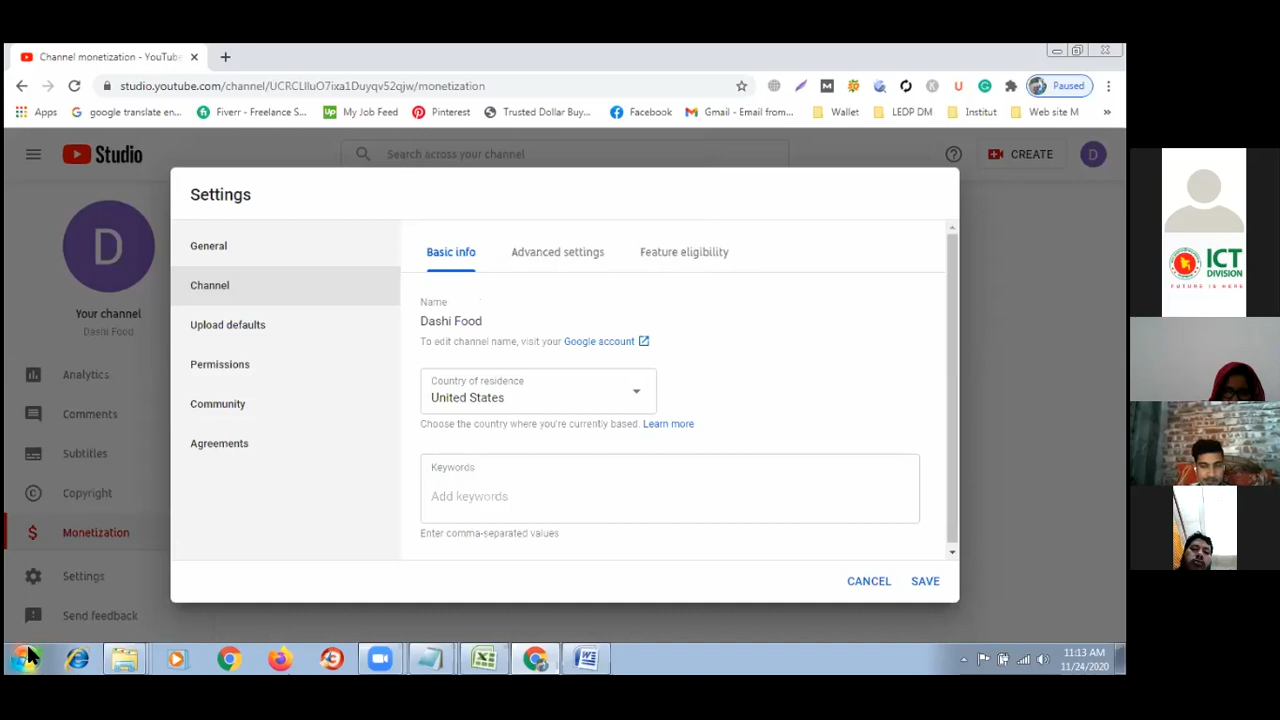 Channel monetization - YouTube
studio.youtube.com/channel/UCRCLlluO7ixa1Duyqv52qjw/monetization
Paused
Apps
google translate en...
Fiverr - Freelance S...
My Job Feed
Pinterest
Trusted Dollar Buy...
Facebook
Gmail - Email from...
Wallet
LEDP DM
Institut
Web site M
»
Studio
Search across your channel
CREATE
D
D
Your channel
Dashi Food
Analytics
Comments
Subtitles
Copyright
Monetization
Settings
Send feedback
Settings
General
Channel
Upload defaults
Permissions
Community
Agreements
Basic info
Advanced settings
Feature eligibility
Name
Dashi Food
To edit channel name, visit your Google account
Country of residence
United States
Choose the country where you're currently based. Learn more
Keywords
Add keywords
Enter comma-separated values
CANCEL
SAVE
11:13 AM
11/24/2020
ICT
DIVISION
FUTURE IS HERE